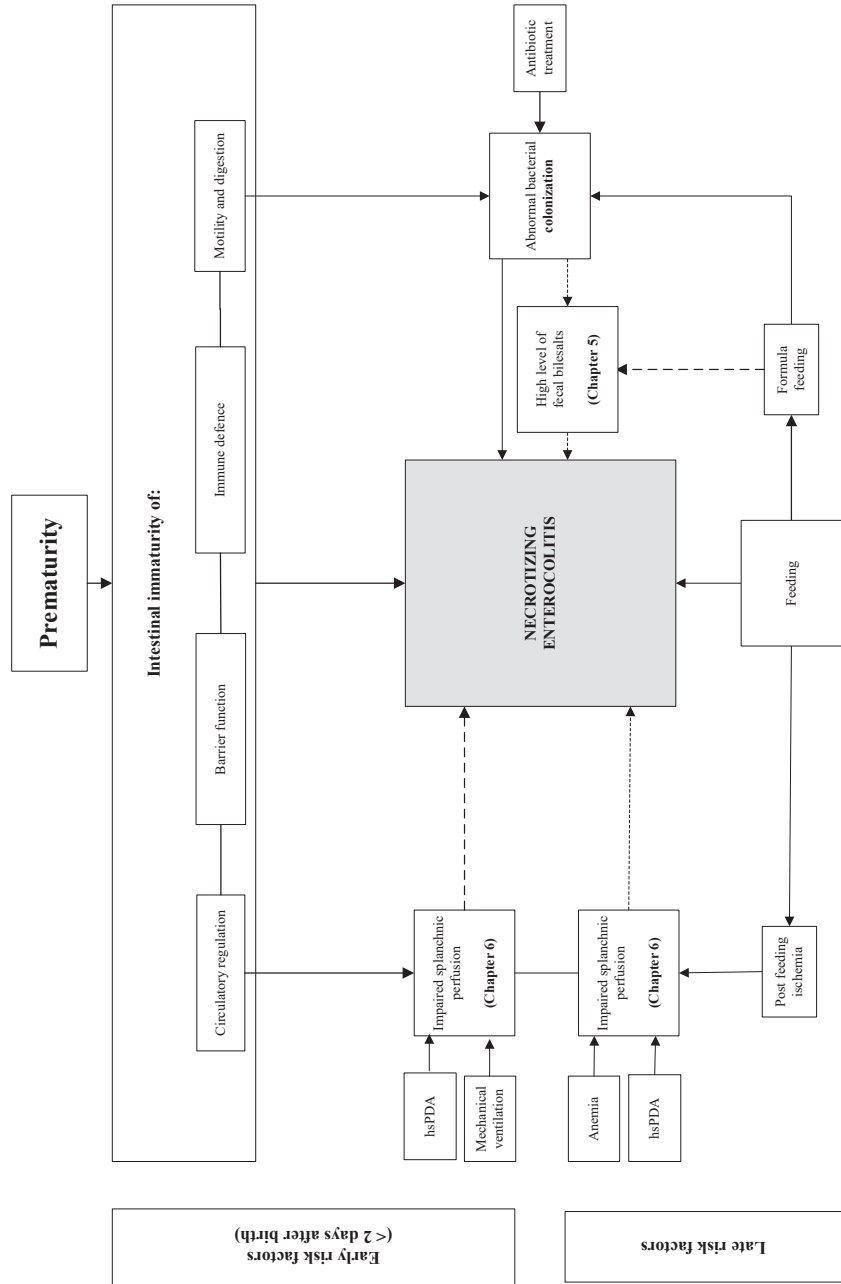 Prematurity
Intestinal immaturity of:
Circulatory regulation
Barrier function
Immune defence
Motility and digestion
Early risk factors
(< 2 days after birth)
hsPDA
Mechanical
ventilation
Impaired splanchnic
perfusion
(Chapter 6)
NECROTIZING
ENTEROCOLITIS
High level of
fecal bilesalts
(Chapter 5)
Abnormal bacterial
colonization
Antibiotic
treatment
Late risk factors
Anemia
hsPDA
Impaired splanchnic
perfusion
(Chapter 6)
Post feeding
ischemia
Feeding
Formula
feeding